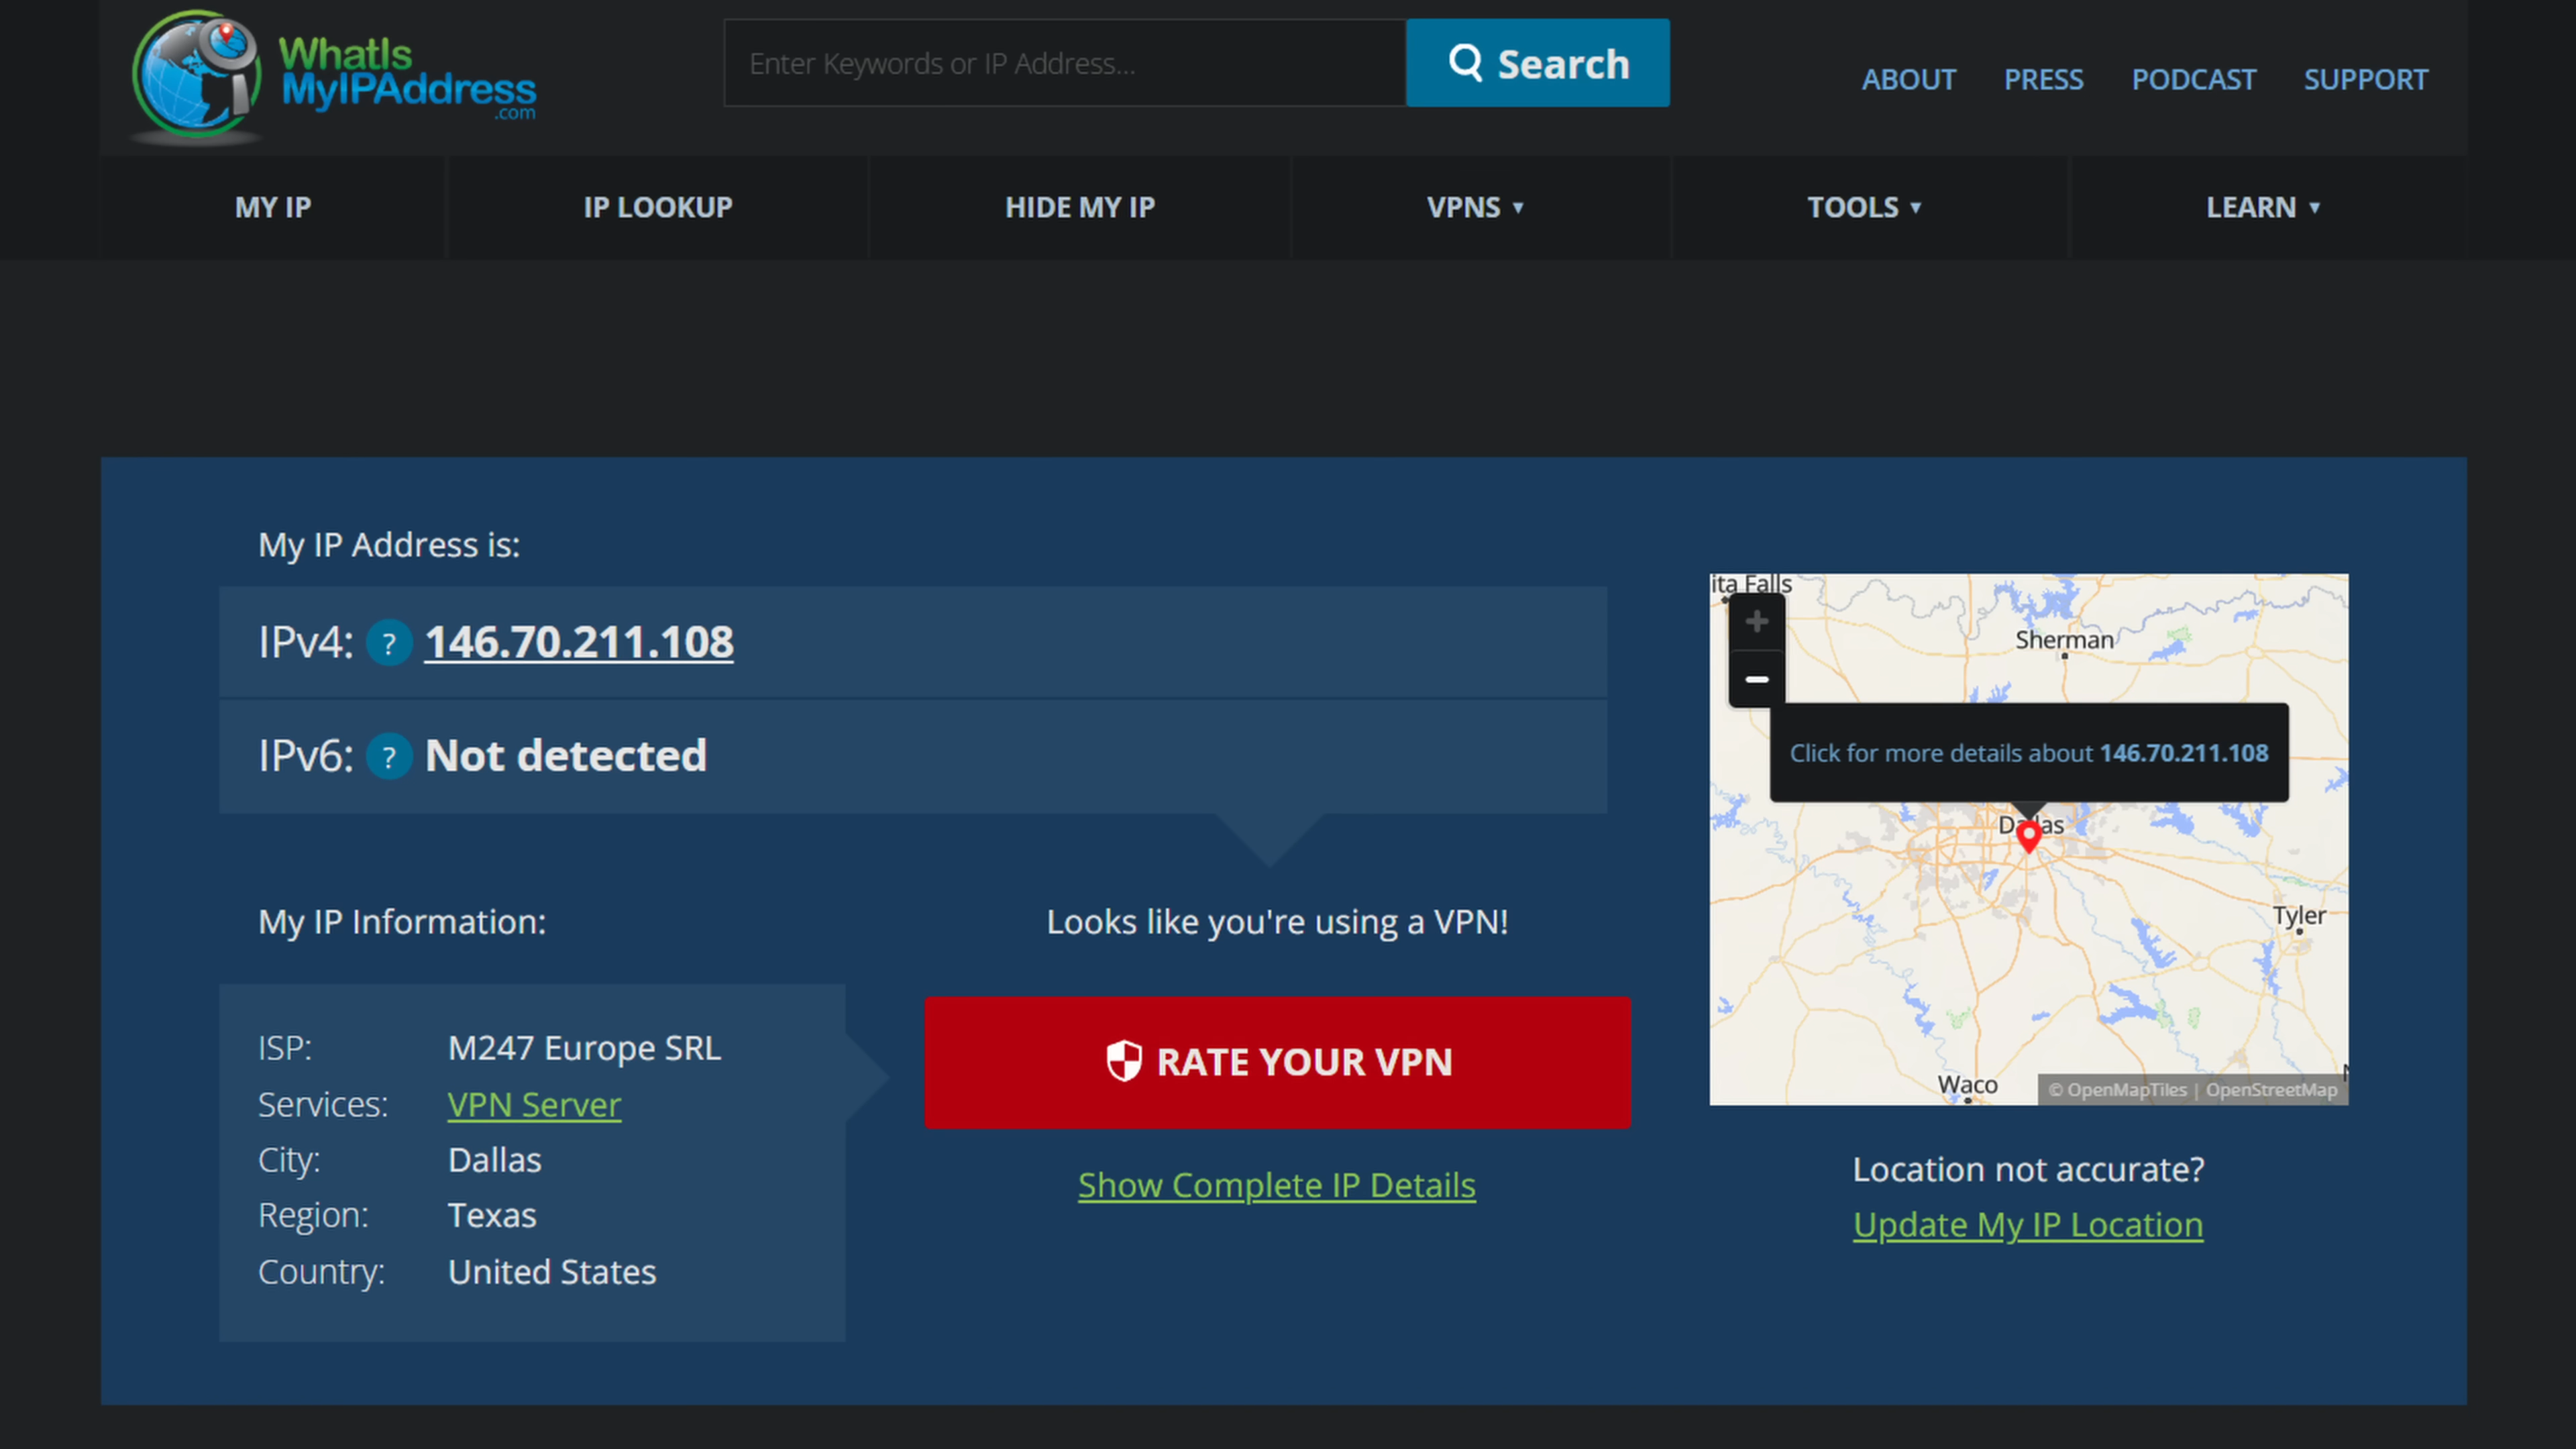 WhatIs
MyIPAddress
.com
Enter Keywords or IP Address...
Search
ABOUT PRESS PODCAST SUPPORT
MY IP IP LOOKUP HIDE MY IP VPNS ▼ TOOLS ▼ LEARN ▼
My IP Address is:
IPv4: ? 146.70.211.108
IPv6: ? Not detected
My IP Information:
ISP: M247 Europe SRL
Services: VPN Server
City: Dallas
Region: Texas
Country: United States
Looks like you're using a VPN!
RATE YOUR VPN
Show Complete IP Details
ita Falls
+
−
Sherman
Click for more details about 146.70.211.108
Tyler
Waco
© OpenMapTiles | OpenStreetMap
Location not accurate?
Update My IP Location